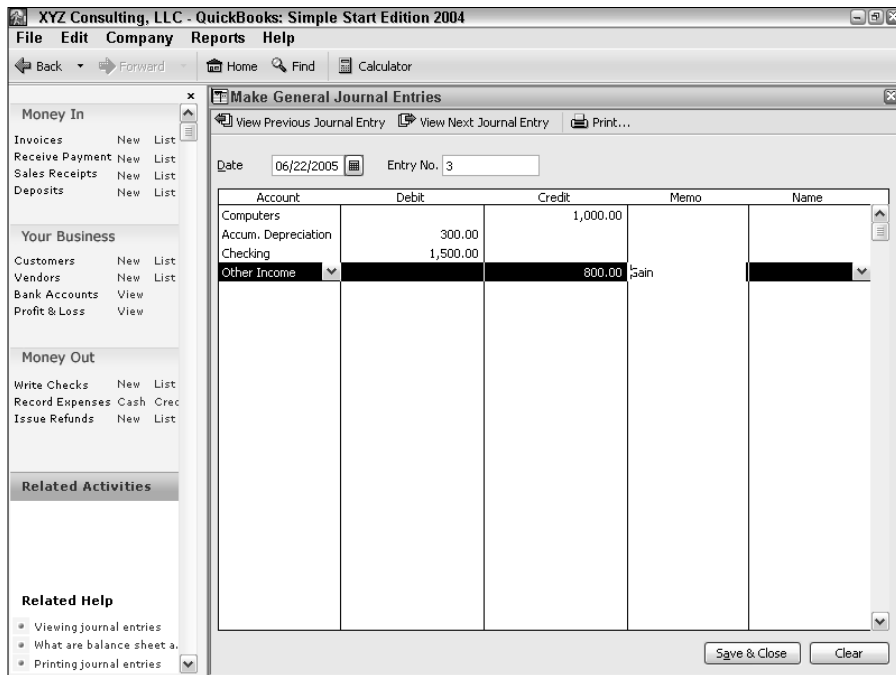 XYZ Consulting, LLC - QuickBooks: Simple Start Edition 2004
File Edit Company Reports Help
Back Forward Home Find Calculator
Money In
Invoices New List
Receive Payment New List
Sales Receipts New List
Deposits New List
Your Business
Customers New List
Vendors New List
Bank Accounts View
Profit & Loss View
Money Out
Write Checks New List
Record Expenses Cash Crec
Issue Refunds New List
Related Activities
Related Help
Viewing journal entries
What are balance sheet a.
Printing journal entries
Make General Journal Entries
View Previous Journal Entry View Next Journal Entry Print...
Date 06/22/2005 Entry No. 3
Account Debit Credit Memo Name
Computers 1,000.00
Accum. Depreciation 300.00
Checking 1,500.00
Other Income 800.00 Gain
Save & Close Clear